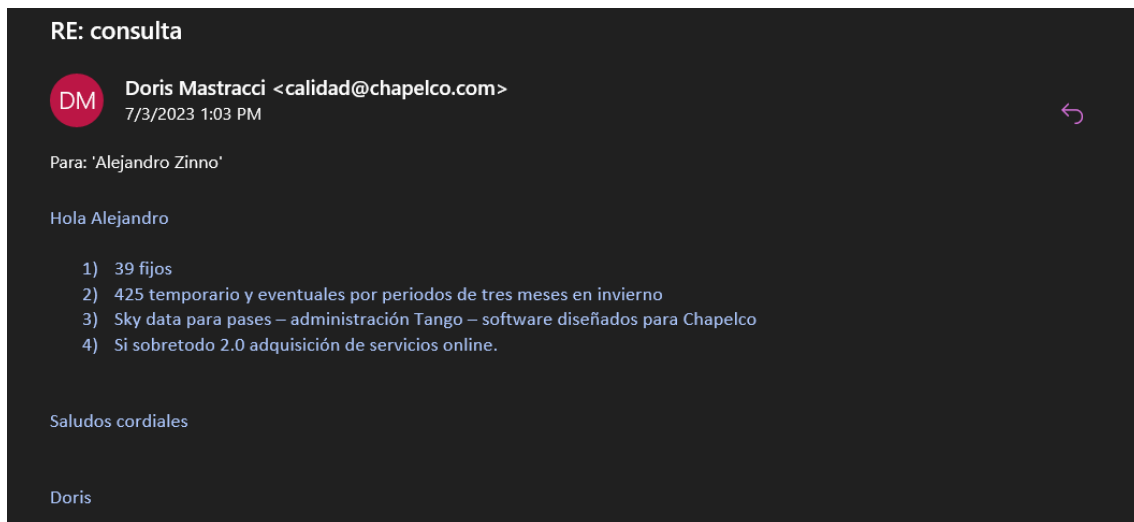 RE: consulta
DM
Doris Mastracci <calidad@chapelco.com>
7/3/2023 1:03 PM
Para: 'Alejandro Zinno'
Hola Alejandro
1) 39 fijos
2) 425 temporario y eventuales por periodos de tres meses en invierno
3) Sky data para pases – administración Tango – software diseñados para Chapelco
4) Si sobretodo 2.0 adquisición de servicios online.
Saludos cordiales
Doris